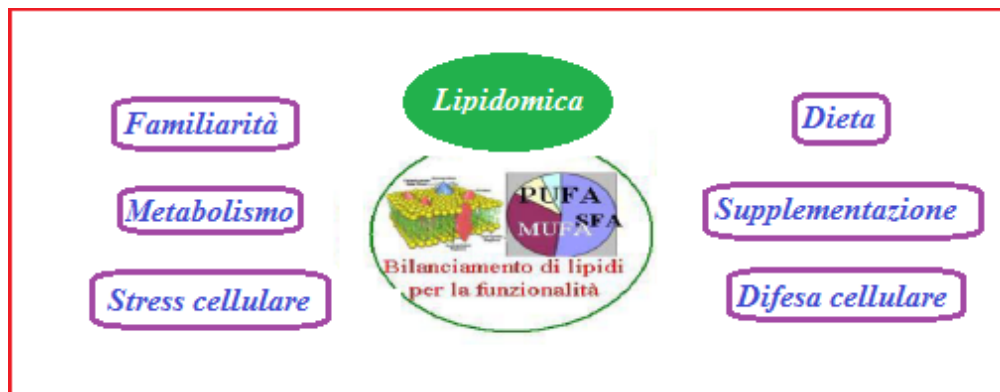 Lipidomica
Familiarità
Metabolismo
Stress cellulare
PUFA
SFA
MUFA
Bilanciamento di lipidi
per la funzionalità
Dieta
Supplementazione
Difesa cellulare